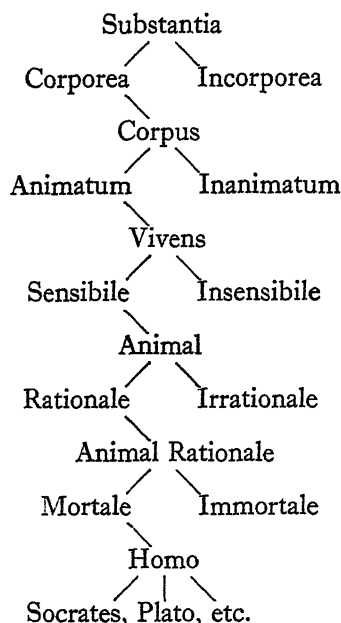 Substantia
Corporea Incorporea
Corpus
Animatum Inanimatum
Vivens
Sensibile Insensibile
Animal
Rationale Irrationale
Animal Rationale
Mortale Immortale
Homo
Socrates, Plato, etc.